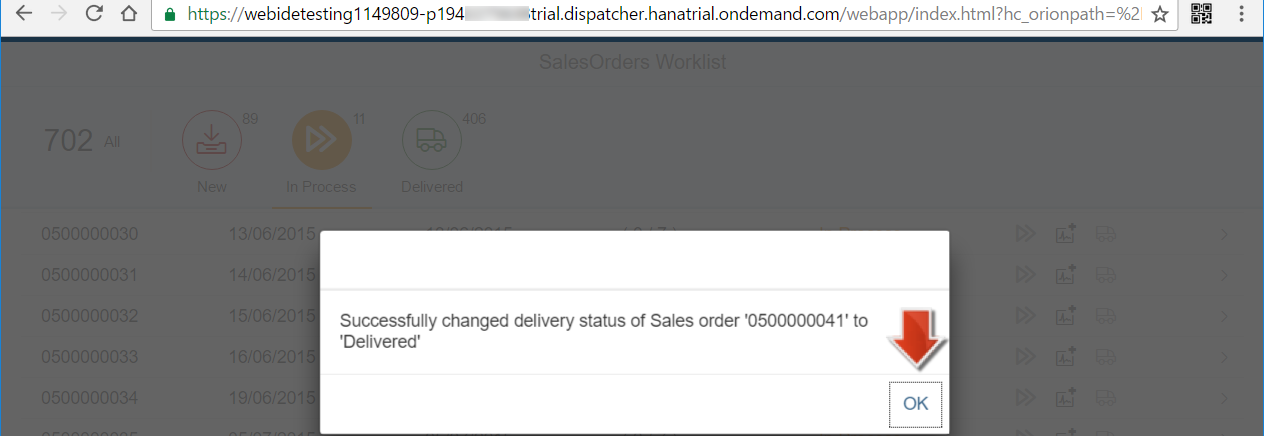 https://webidetesting1149809-p194 trial.dispatcher.hanatrial.ondemand.com/webapp/index.html?hc_orionpath=%2
SalesOrders Worklist
702 All
89
11
406
New
In Process
Delivered
0500000030 13/06/2015
0500000031 14/06/2015
0500000032 15/06/2015
0500000033 16/06/2015
0500000034 19/06/2015
Successfully changed delivery status of Sales order '0500000041' to
'Delivered'
OK